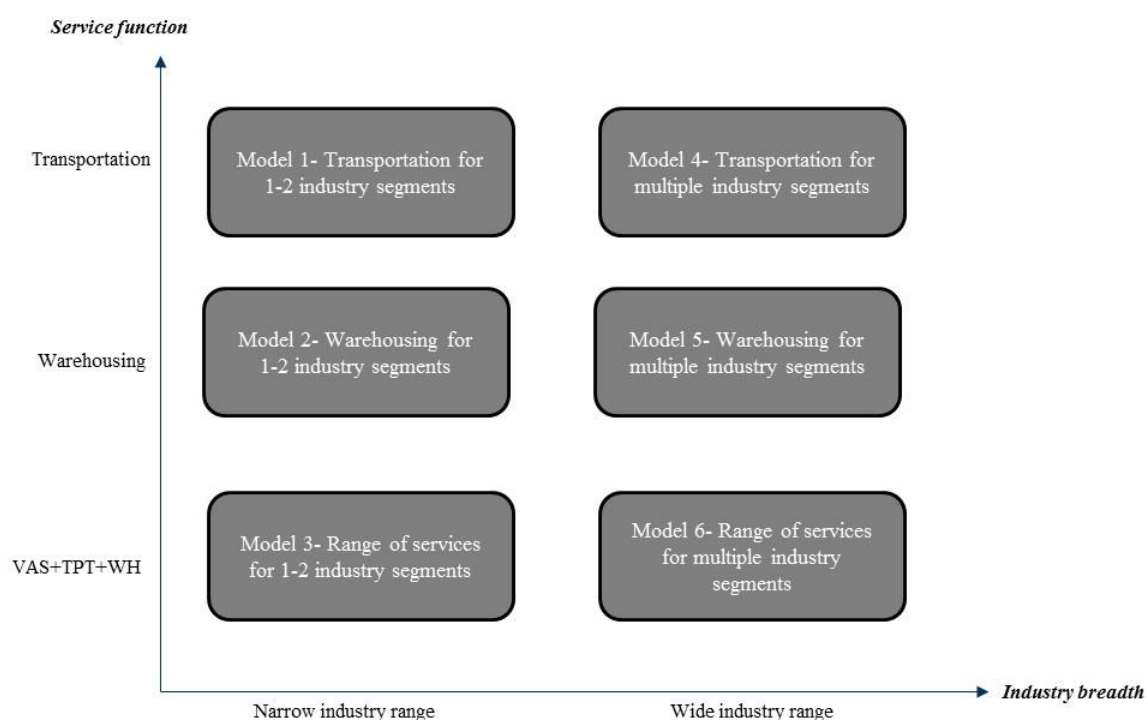 Service function
Transportation
Model 1- Transportation for
1-2 industry segments
Model 4- Transportation for
multiple industry segments
Warehousing
Model 2- Warehousing for
1-2 industry segments
Model 5- Warehousing for
multiple industry segments
VAS+TPT+WH
Model 3- Range of services
for 1-2 industry segments
Model 6- Range of services
for multiple industry
segments
Industry breadth
Narrow industry range
Wide industry range